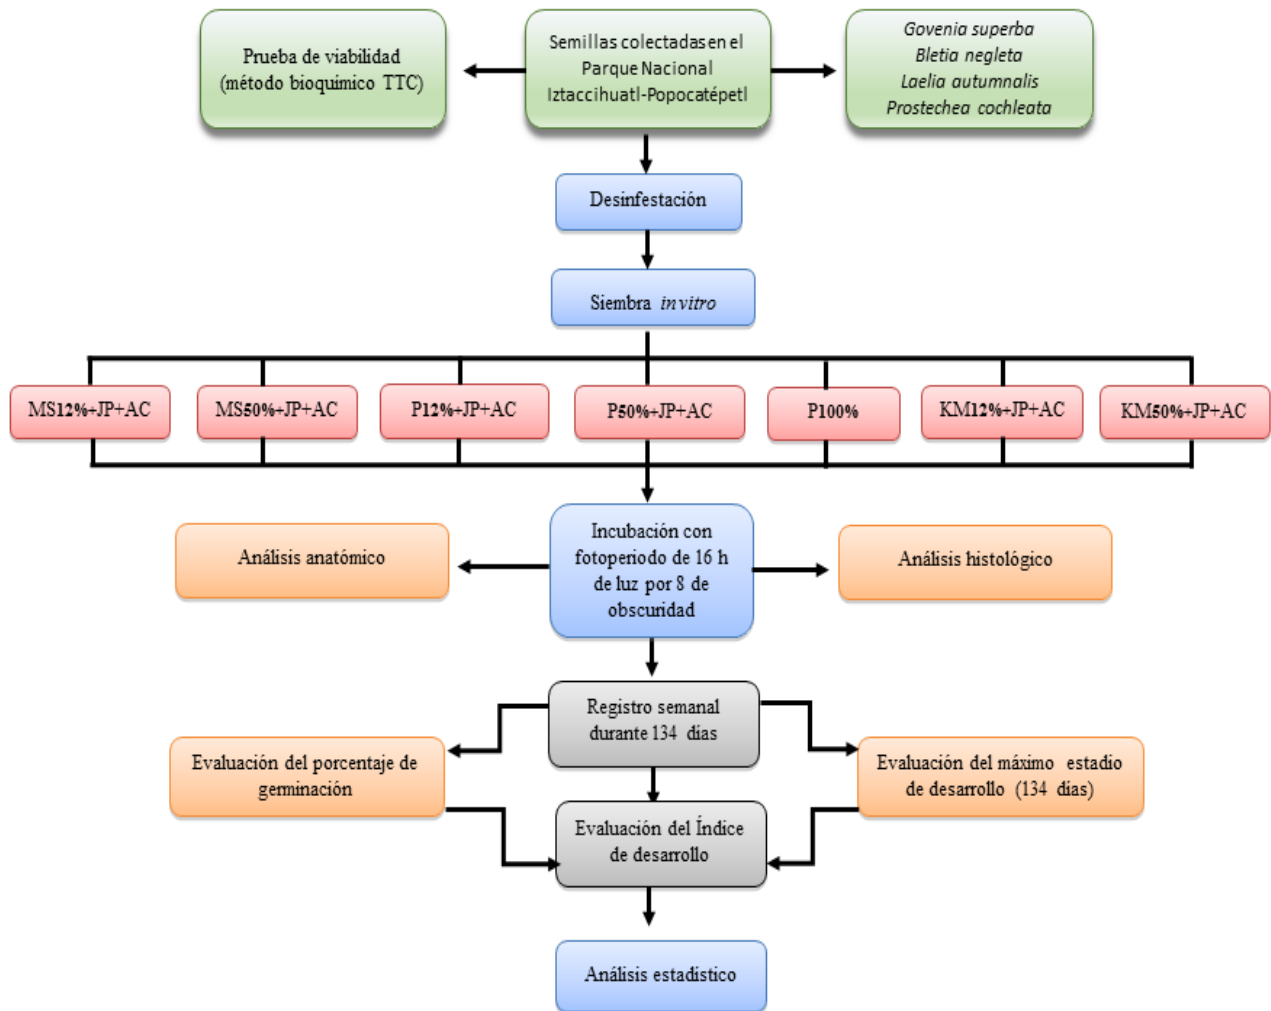 Prueba de viabilidad
(método bioquímico TTC)
Semillas colectadas en el
Parque Nacional
Iztaccihuatl-Popocatépetl
Govenia superba
Bletia negleta
Laelia autumnalis
Prostechea cochleata
Desinfestación
Siembra in vitro
MS12%+JP+AC
MS50%+JP+AC
P12%+JP+AC
P50%+JP+AC
P100%
KM12%+JP+AC
KM50%+JP+AC
Incubación con
fotoperiodo de 16 h
de luz por 8 de
obscuridad
Análisis anatómico
Análisis histológico
Registro semanal
durante 134 días
Evaluación del porcentaje de
germinación
Evaluación del máximo estadio
de desarrollo (134 días)
Evaluación del Índice
de desarrollo
Análisis estadístico